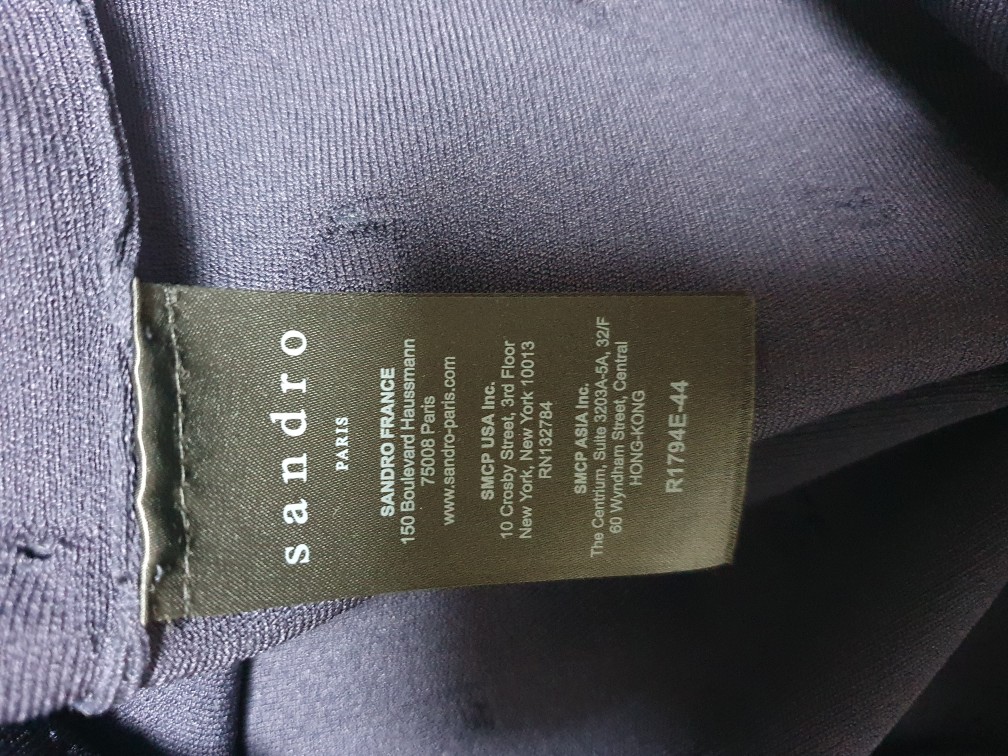 sandro
PARIS
SANDRO FRANCE
150 Boulevard Haussmann
75008 Paris
www.sandro-paris.com
SMCP USA Inc.
10 Crosby Street, 3rd Floor
New York, New York 10013
RN132784
SMCP ASIA Inc.
The Centrium, Suite 3203A-5A, 32/F
60 Wyndham Street, Central
HONG-KONG
R1794E-44